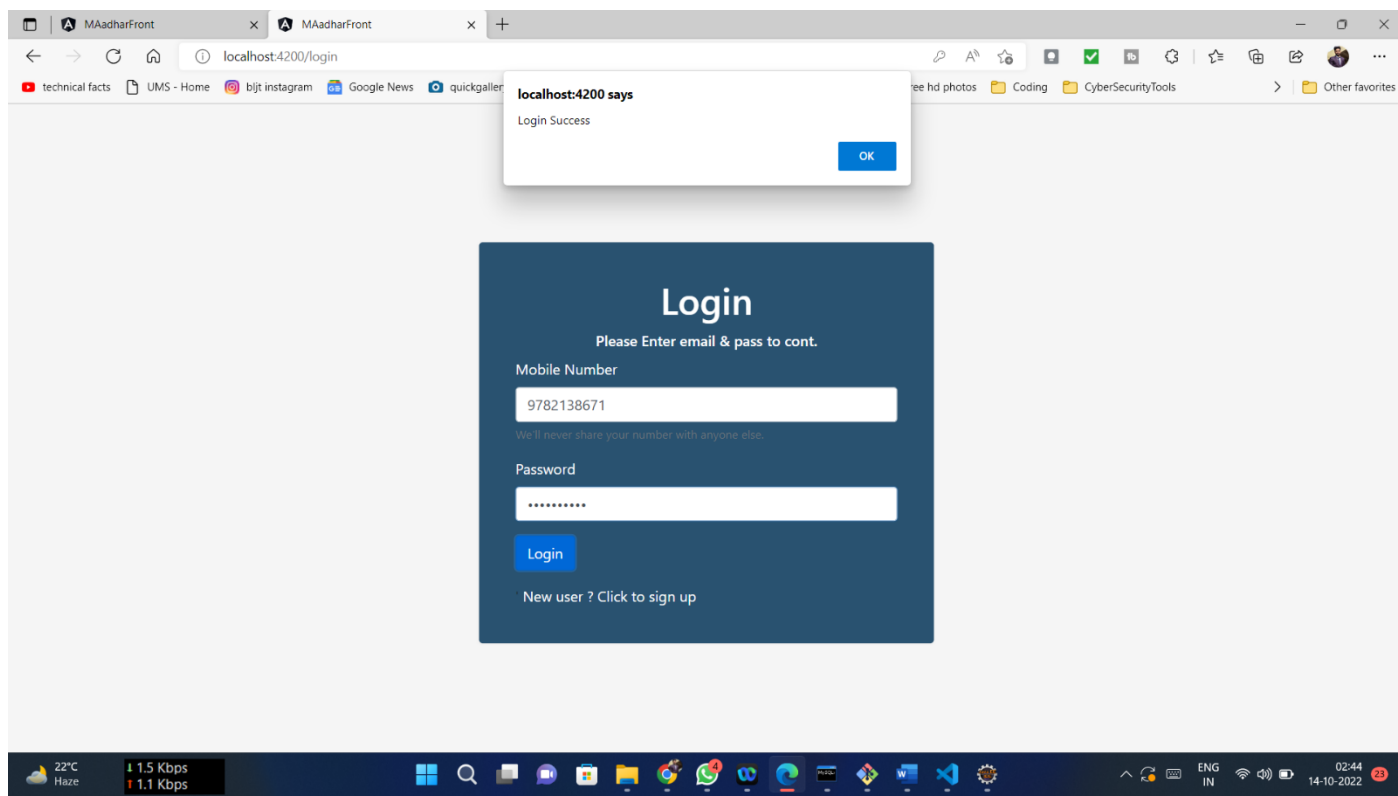 MAadharFront
MAadharFront
localhost:4200/login
technical facts
UMS - Home
bljt instagram
Google News
quickgaller
ree hd photos
Coding
CyberSecurityTools
Other favorites
localhost:4200 says
Login Success
OK
Login
Please Enter email & pass to cont.
Mobile Number
9782138671
We'll never share your number with anyone else.
Password
Login
New user ? Click to sign up
22°C
Haze
1.5 Kbps
1.1 Kbps
4
ENG
IN
02:44
14-10-2022
23